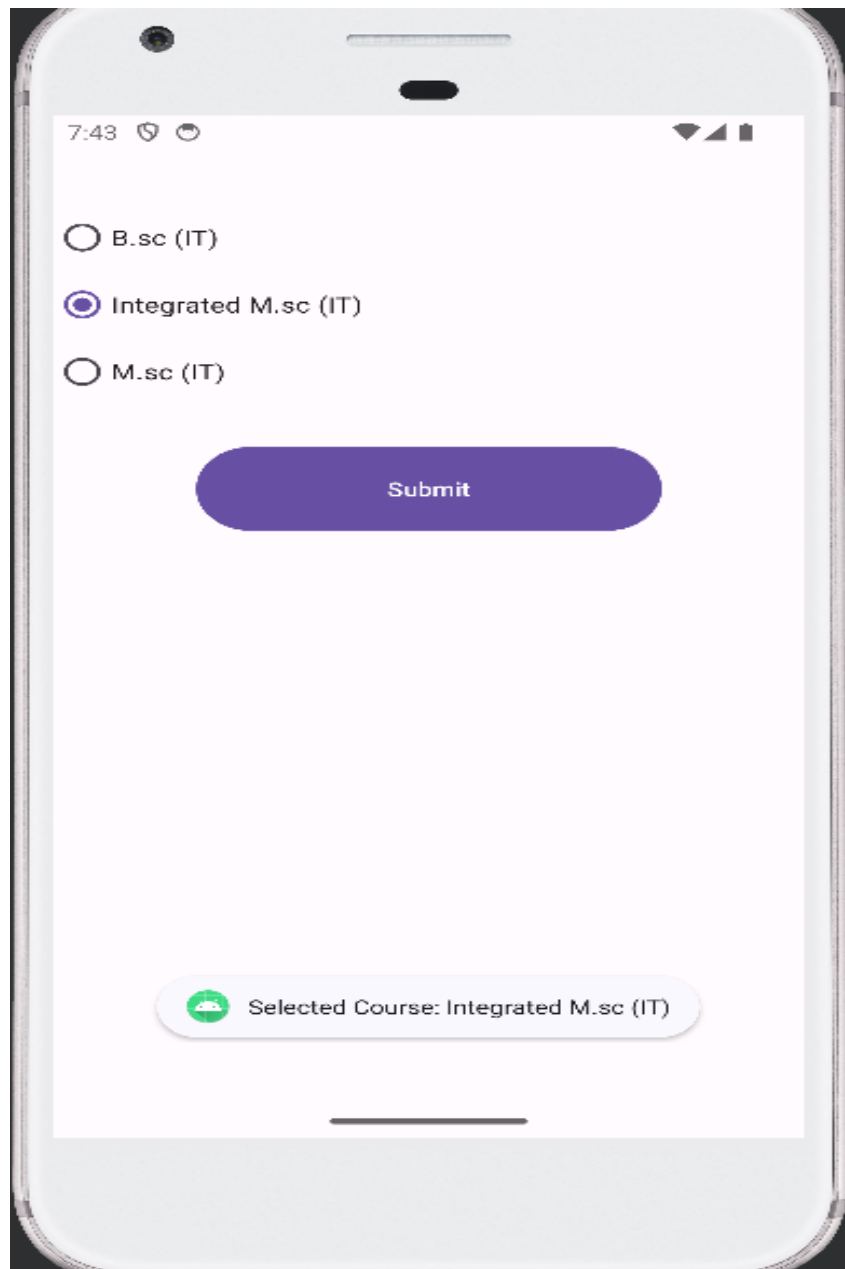 7:43
B.sc (IT)
Integrated M.sc (IT)
M.sc (IT)
Submit
Selected Course: Integrated M.sc (IT)